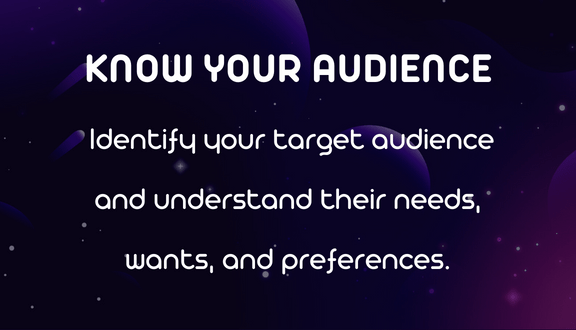 KNOW YOUR AUDIENCE
Identify your target audience
and understand their needs,
wants, and preferences.